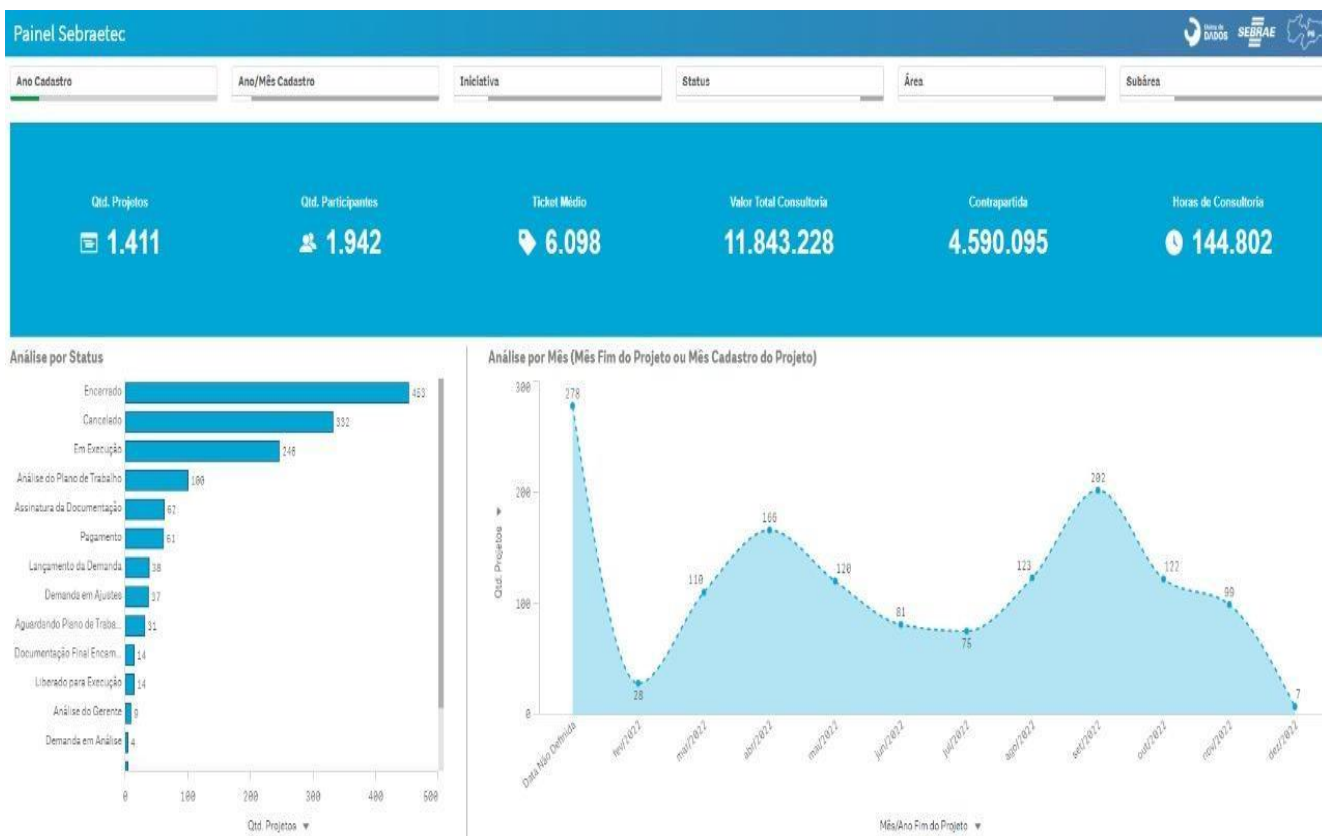 Painel Sebraetec
DADOS SEBRAE PB
Ano Cadastro
Ano/Mês Cadastro
Iniciativa
Status
Área
Subárea
Qtd. Projetos
Qtd. Participantes
Ticket Médio
Valor Total Consultoria
Contrapartida
Horas de Consultoria
1.411
1.942
6.098
11.843.228
4.590.095
144.802
Análise por Status
Encerrado 453
Cancelado 332
Em Execução 246
Análise do Plano de Trabalho 100
Assinatura da Documentação 62
Pagamento 61
Lançamento da Demanda 38
Demanda em Ajustes 37
Aguardando Plano de Traba... 31
Documentação Final Encam... 14
Liberado para Execução 14
Análise do Gerente 9
Demanda em Análise 4
0 100 200 300 400 500
Qtd. Projetos
Análise por Mês (Mês Fim do Projeto ou Mês Cadastro do Projeto)
Qtd. Projetos
300
200
100
0
278
28
110
166
120
81
75
123
202
122
99
7
Data Não Definida
fev/2022
mar/2022
abr/2022
mai/2022
jun/2022
jul/2022
ago/2022
set/2022
out/2022
nov/2022
dez/2022
Mês/Ano Fim do Projeto